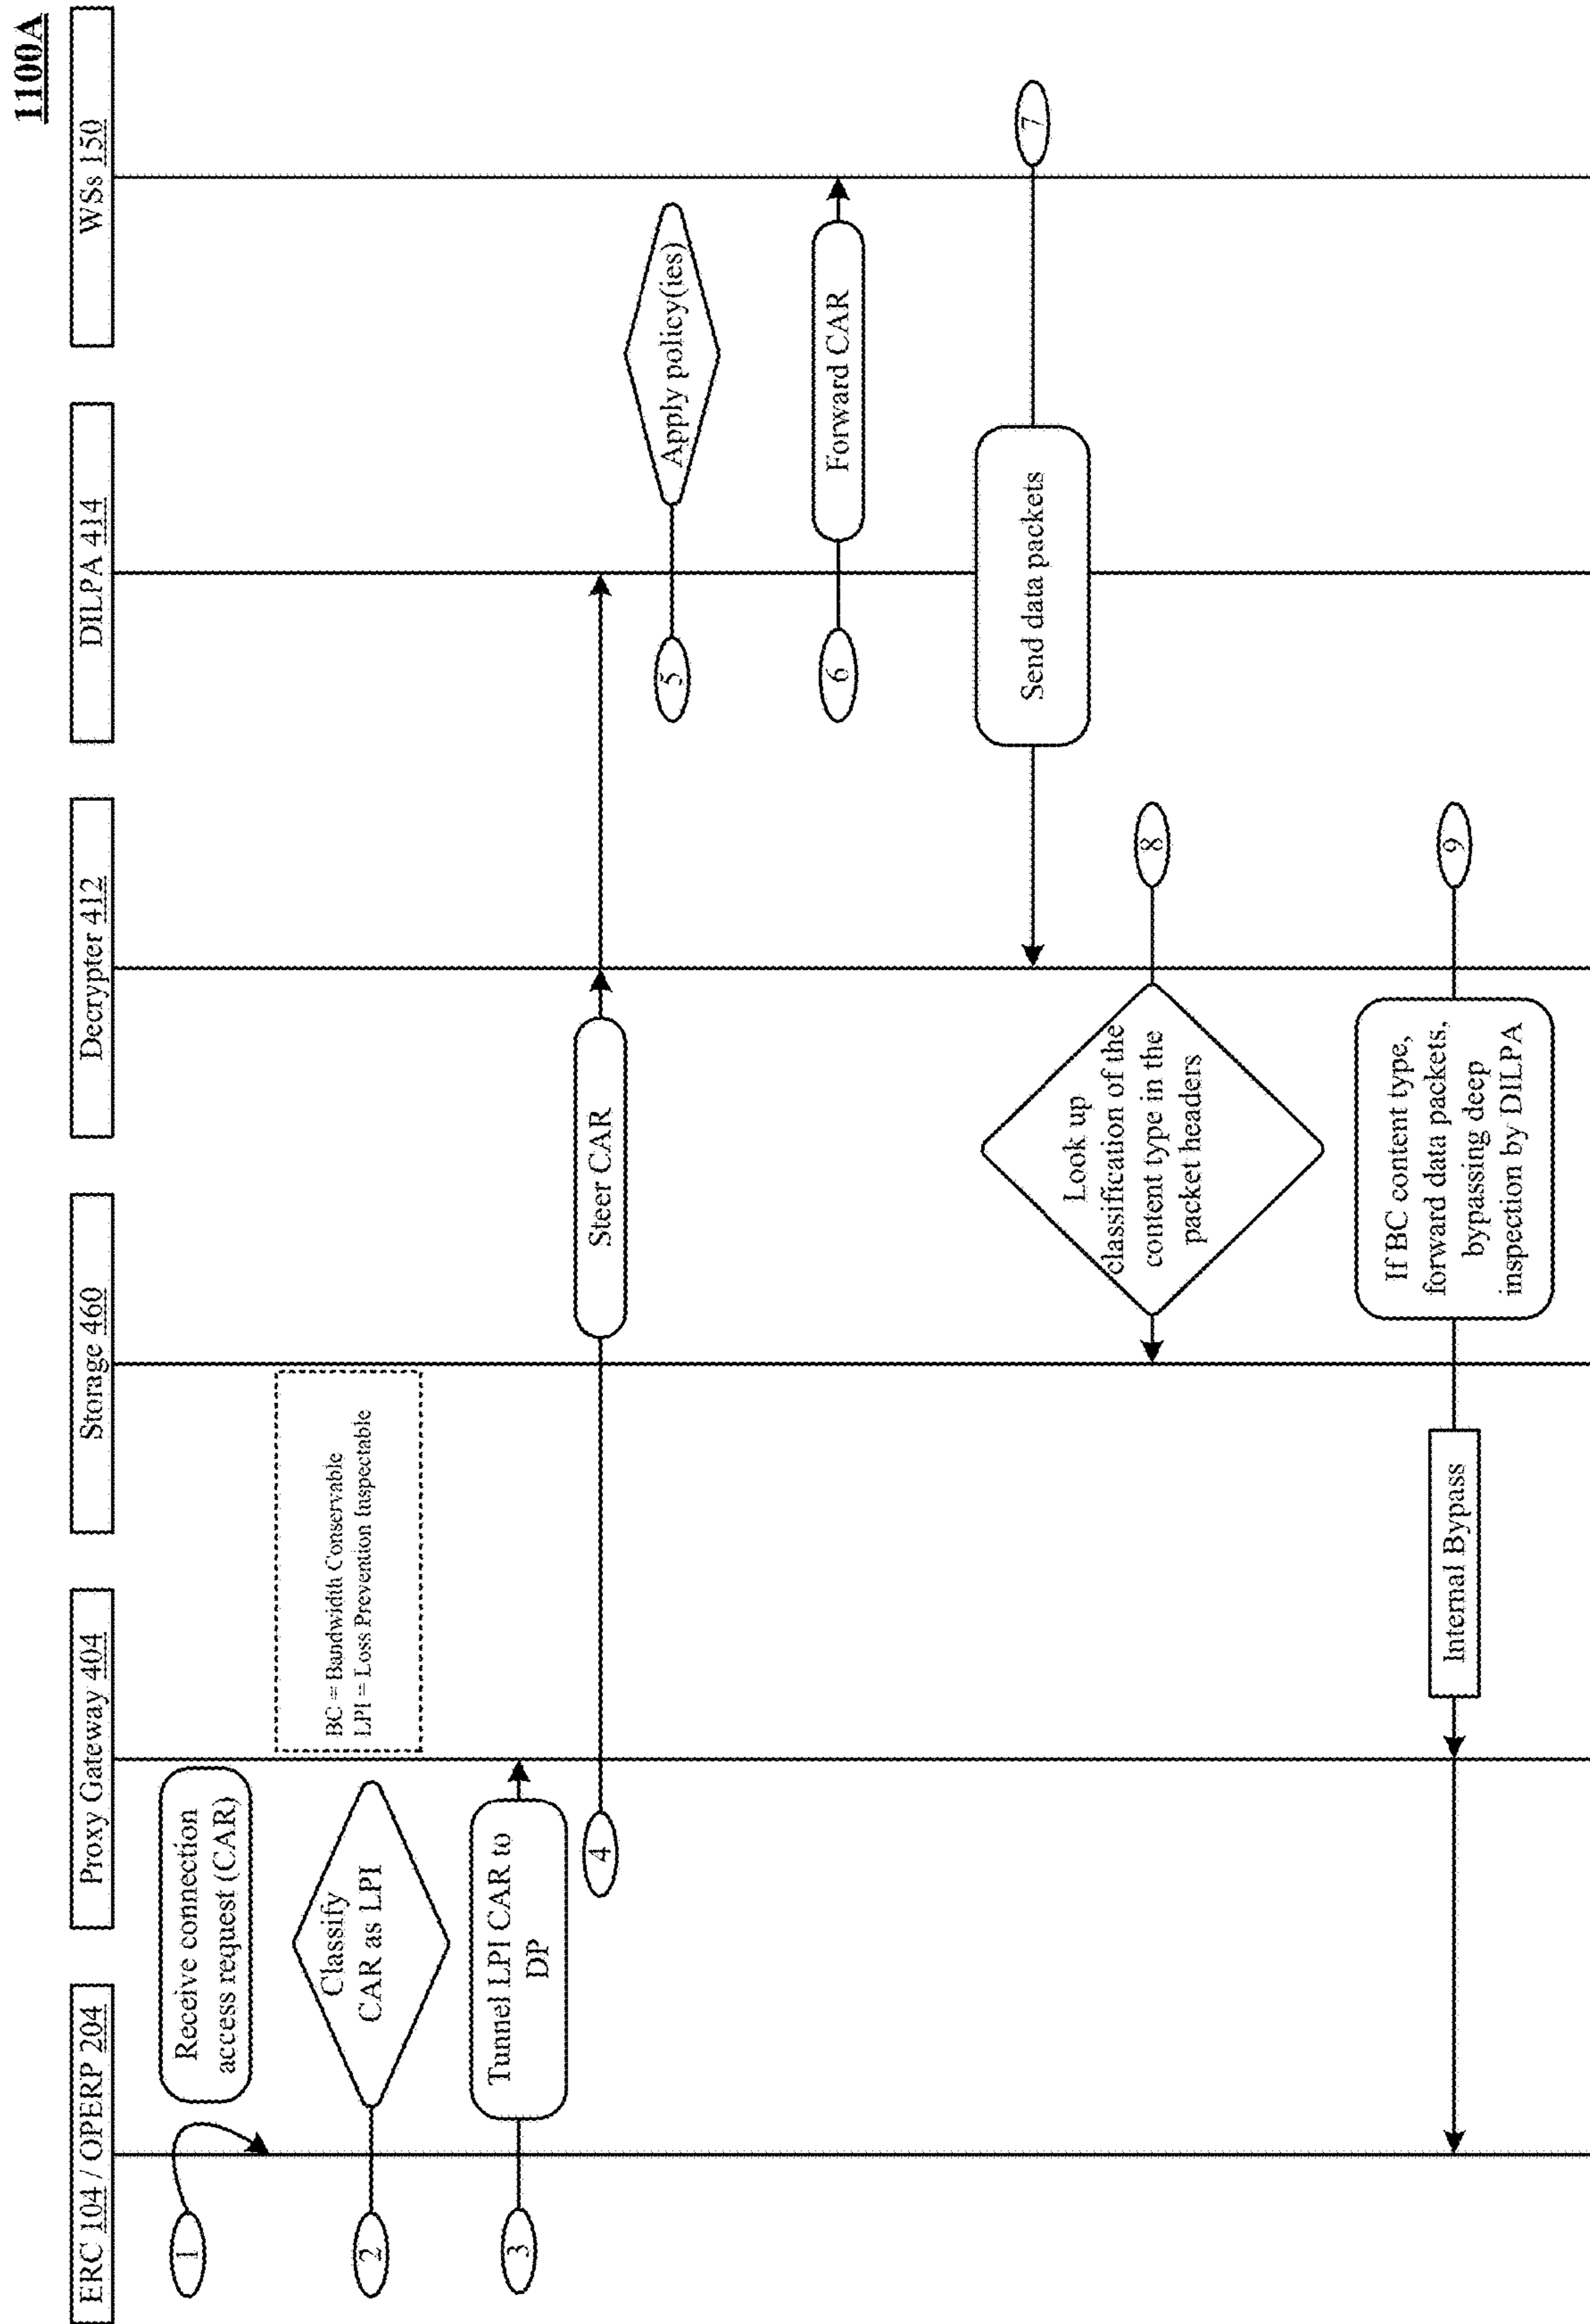 1100A
ERC 104 / OPERP 204
Proxy Gateway 404
Storage 460
Decrypter 412
DILPA 414
WSs 150
1
Receive connection
access request (CAR)
BC = Bandwidth Conservable
LPI = Loss Prevention Inspectable
2
Classify
CAR as LPI
3
Tunnel LPI CAR to
DP
4
Steer CAR
5
Apply policy(ies)
6
Forward CAR
Send data packets
7
Look up
classification of the
content type in the
packet headers
8
Internal Bypass
If BC content type,
forward data packets,
bypassing deep
inspection by DILPA
9